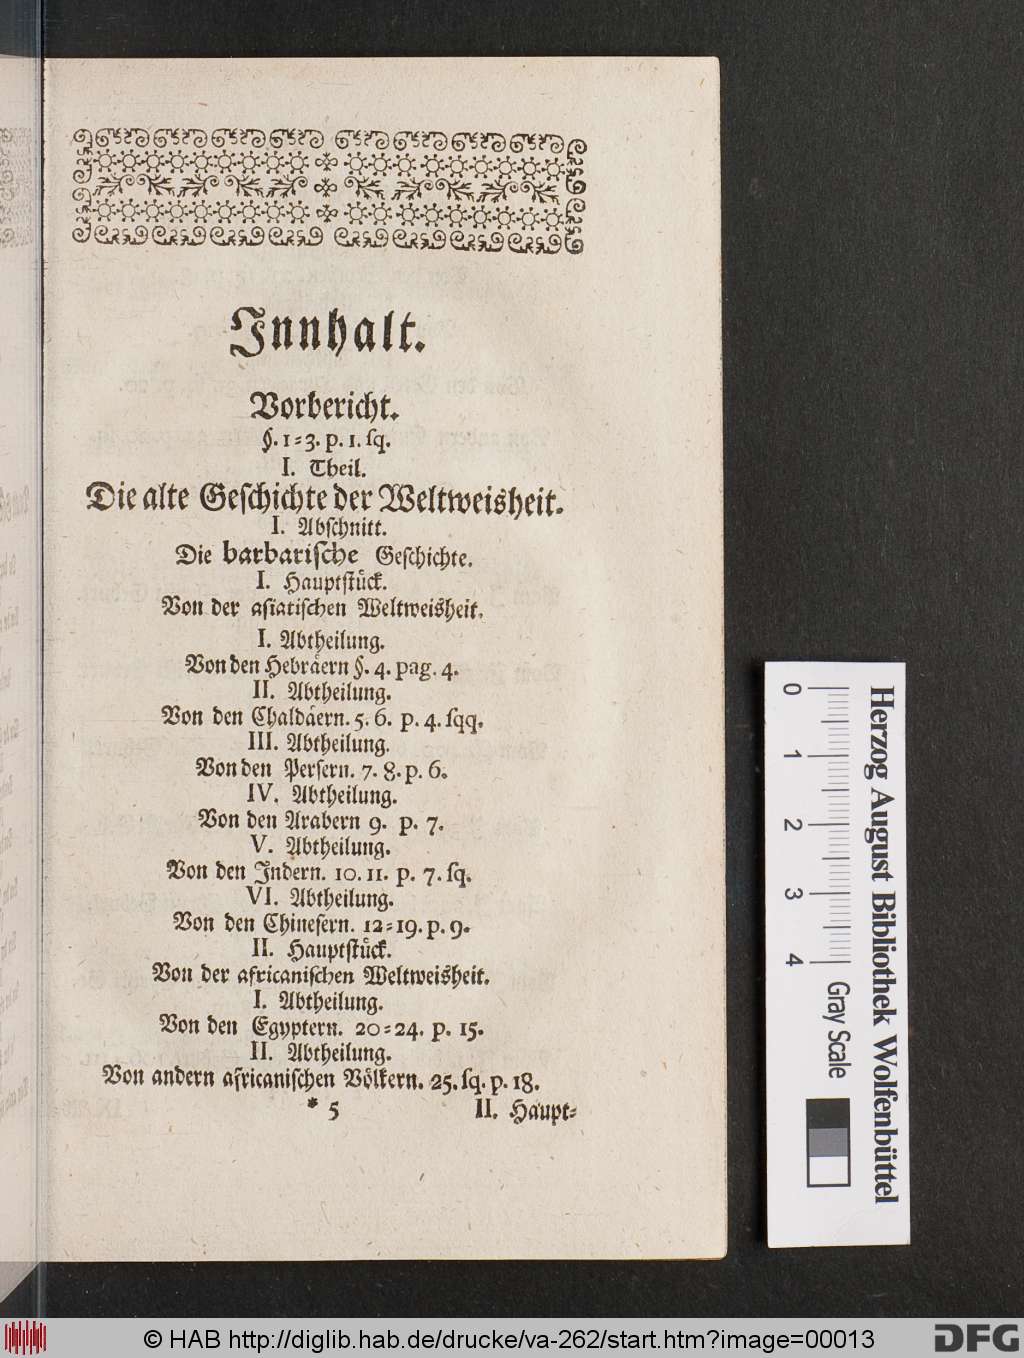 Innhalt.
Vorbericht.
§. 1=3. p. 1. sq.
I. Theil.
Die alte Geschichte der Weltweisheit.
I. Abschnitt.
Die barbarische Geschichte.
I. Hauptstück.
Von der asiatischen Weltweisheit.
I. Abtheilung.
Von den Hebräern §. 4. pag. 4.
II. Abtheilung.
Von den Chaldäern. 5. 6. p. 4. sqq.
III. Abtheilung.
Von den Persern. 7. 8. p. 6.
IV. Abtheilung.
Von den Arabern 9. p. 7.
V. Abtheilung.
Von den Indern. 10. 11. p. 7. sq.
VI. Abtheilung.
Von den Chinesern. 12=19. p. 9.
II. Hauptstück.
Von der africanischen Weltweisheit.
I. Abtheilung.
Von den Egyptern. 20=24. p. 15.
II. Abtheilung.
Von andern africanischen Völkern. 25. sq. p. 18.
* 5 II. Haupt=
Herzog August Bibliothek Wolfenbüttel
0 1 2 3 4 Gray Scale
© HAB http://diglib.hab.de/drucke/va-262/start.htm?image=00013
DFG